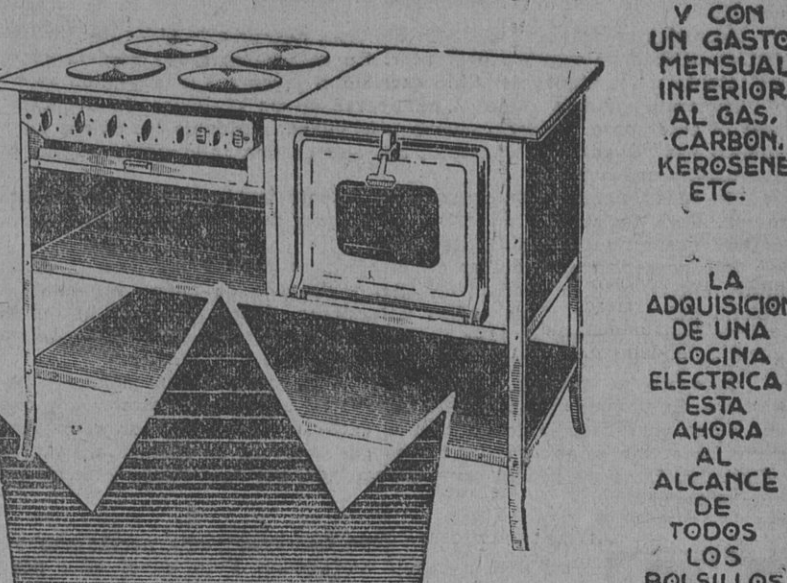 Y CON
UN GASTO
MENSUAL
INFERIOR
AL GAS,
CARBON,
KEROSENE
ETC.
LA
ADQUISICION
DE UNA
COCINA
ELECTRICA
ESTA
AHORA
AL
ALCANCE
DE
TODOS
LOS
BOLSILLOS